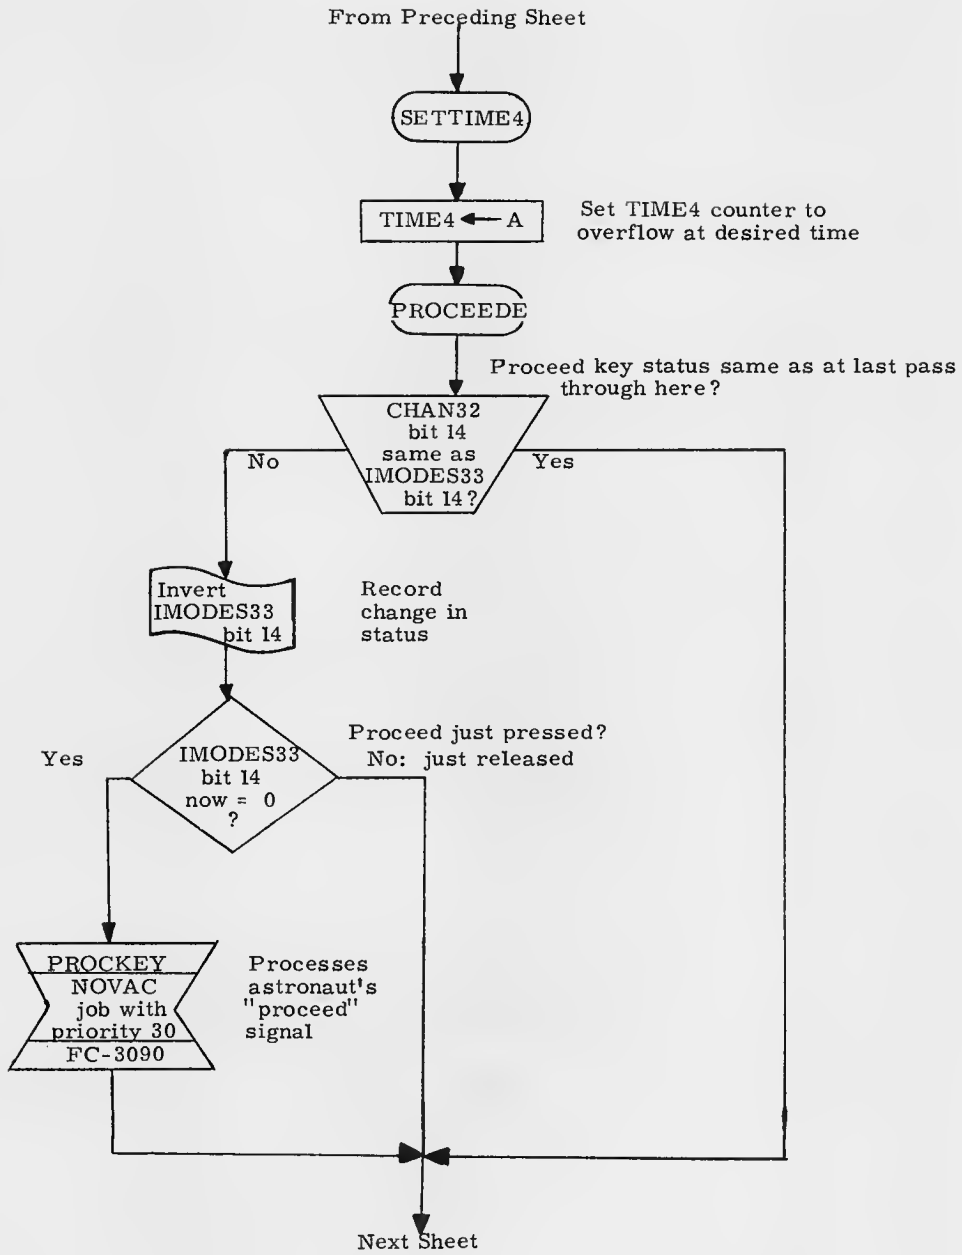 From Preceding Sheet
SETTIME4
TIME4 ← A
Set TIME4 counter to
overflow at desired time
PROCEEDE
Proceed key status same as at last pass
through here?
CHAN32
bit 14
same as
IMODES33
bit 14?
No
Yes
Invert
IMODES33
bit 14
Record
change in
status
Proceed just pressed?
No: just released
Yes
IMODES33
bit 14
now = 0
?
PROCKEY
NOVAC
job with
priority 30
FC-3090
Processes
astronaut's
"proceed"
signal
Next Sheet